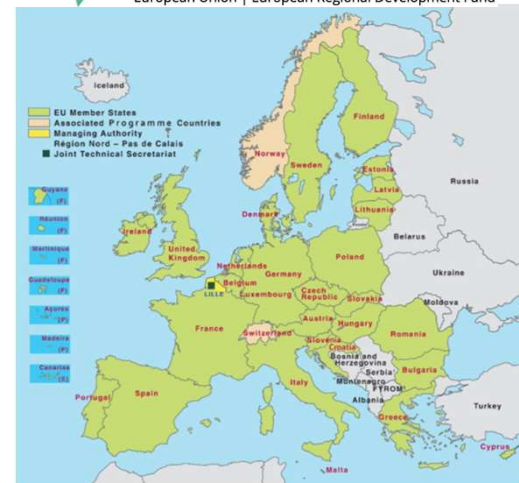 European Union | European Regional Development Fund
Iceland
EU Member States
Associated Programme Countries
Managing Authority
Région Nord – Pas de Calais
Joint Technical Secretariat
Finland
Norway
Sweden
Estonia
Russia
Latvia
Lithuania
Guyane
(F)
Réunion
(F)
Martinique
(F)
Guadeloupe
(F)
Açores
(P)
Madeira
(P)
Canarias
(E)
Denmark
Ireland
United
Kingdom
Belarus
Netherlands
Poland
Germany
Belgium
LILLE
Luxembourg
Czech
Republic
Slovakia
Ukraine
Moldova
France
Austria
Hungary
Switzerland
Slovenia
Croatia
Romania
Bosnia and
Herzegovina
Serbia
Montenegro
FYROM
Albania
Bulgaria
Italy
Portugal
Spain
Greece
Turkey
Malta
Cyprus